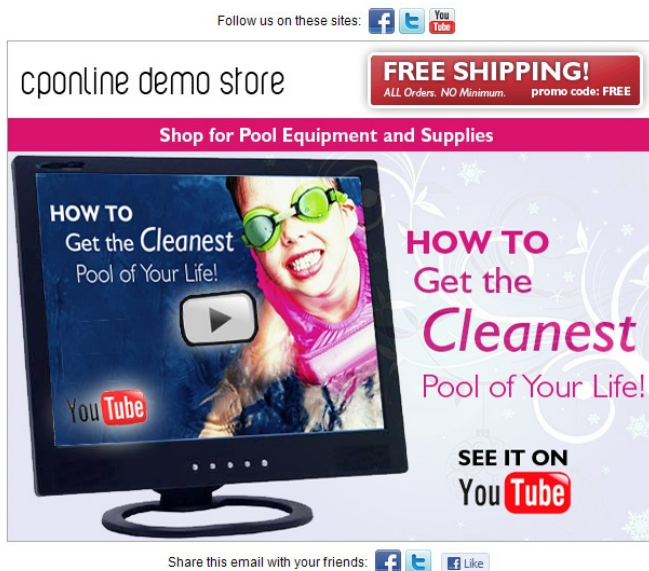 Follow us on these sites:
You
Tube
cponline demo store
FREE SHIPPING!
ALL Orders. NO Minimum. promo code: FREE
Shop for Pool Equipment and Supplies
HOW TO
Get the Cleanest
Pool of Your Life!
YouTube
HOW TO
Get the
Cleanest
Pool of Your Life!
SEE IT ON
YouTube
Share this email with your friends:
Like